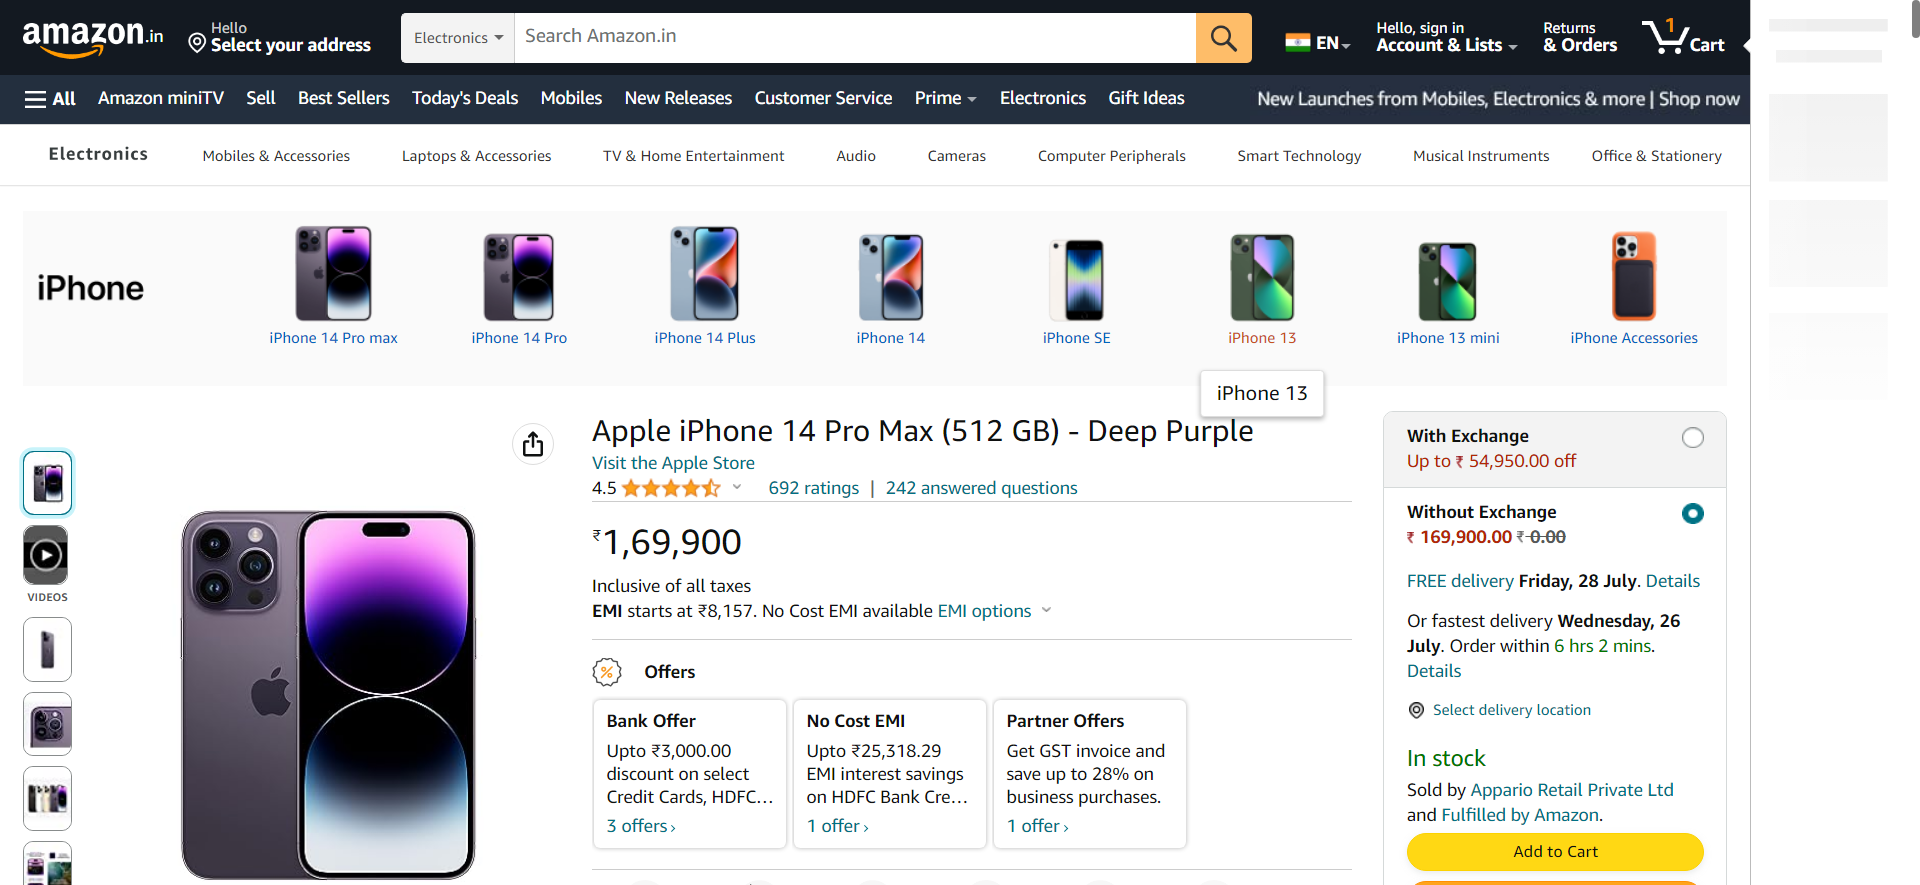 amazon.in
Hello
Select your address
Electronics
Search Amazon.in
EN
Hello, sign in
Account & Lists
Returns
& Orders
1
Cart
All
Amazon miniTV
Sell
Best Sellers
Today's Deals
Mobiles
New Releases
Customer Service
Prime
Electronics
Gift Ideas
New Launches from Mobiles, Electronics & more | Shop now
Electronics
Mobiles & Accessories
Laptops & Accessories
TV & Home Entertainment
Audio
Cameras
Computer Peripherals
Smart Technology
Musical Instruments
Office & Stationery
iPhone
iPhone 14 Pro max
iPhone 14 Pro
iPhone 14 Plus
iPhone 14
iPhone SE
iPhone 13
iPhone 13 mini
iPhone Accessories
iPhone 13
VIDEOS
Apple iPhone 14 Pro Max (512 GB) - Deep Purple
Visit the Apple Store
4.5
692 ratings | 242 answered questions
₹1,69,900
Inclusive of all taxes
EMI starts at ₹8,157. No Cost EMI available EMI options
Offers
Bank Offer
Upto ₹3,000.00
discount on select
Credit Cards, HDFC…
3 offers›
No Cost EMI
Upto ₹25,318.29
EMI interest savings
on HDFC Bank Cre…
1 offer›
Partner Offers
Get GST invoice and
save up to 28% on
business purchases.
1 offer›
With Exchange
Up to ₹ 54,950.00 off
Without Exchange
₹ 169,900.00 ₹ 0.00
FREE delivery Friday, 28 July. Details
Or fastest delivery Wednesday, 26
July. Order within 6 hrs 2 mins.
Details
Select delivery location
In stock
Sold by Appario Retail Private Ltd
and Fulfilled by Amazon.
Add to Cart